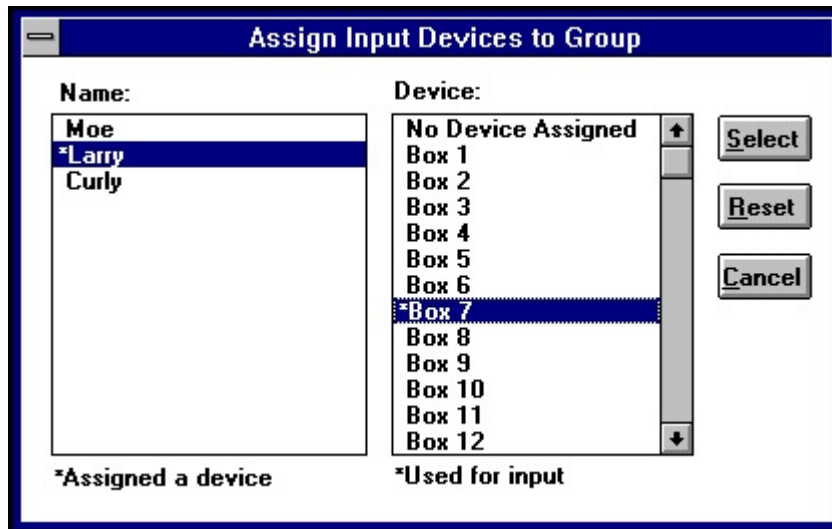 Assign Input Devices to Group
Name:
Moe
*Larry
Curly
*Assigned a device
Device:
No Device Assigned
Box 1
Box 2
Box 3
Box 4
Box 5
Box 6
*Box 7
Box 8
Box 9
Box 10
Box 11
Box 12
*Used for input
Select
Reset
Cancel